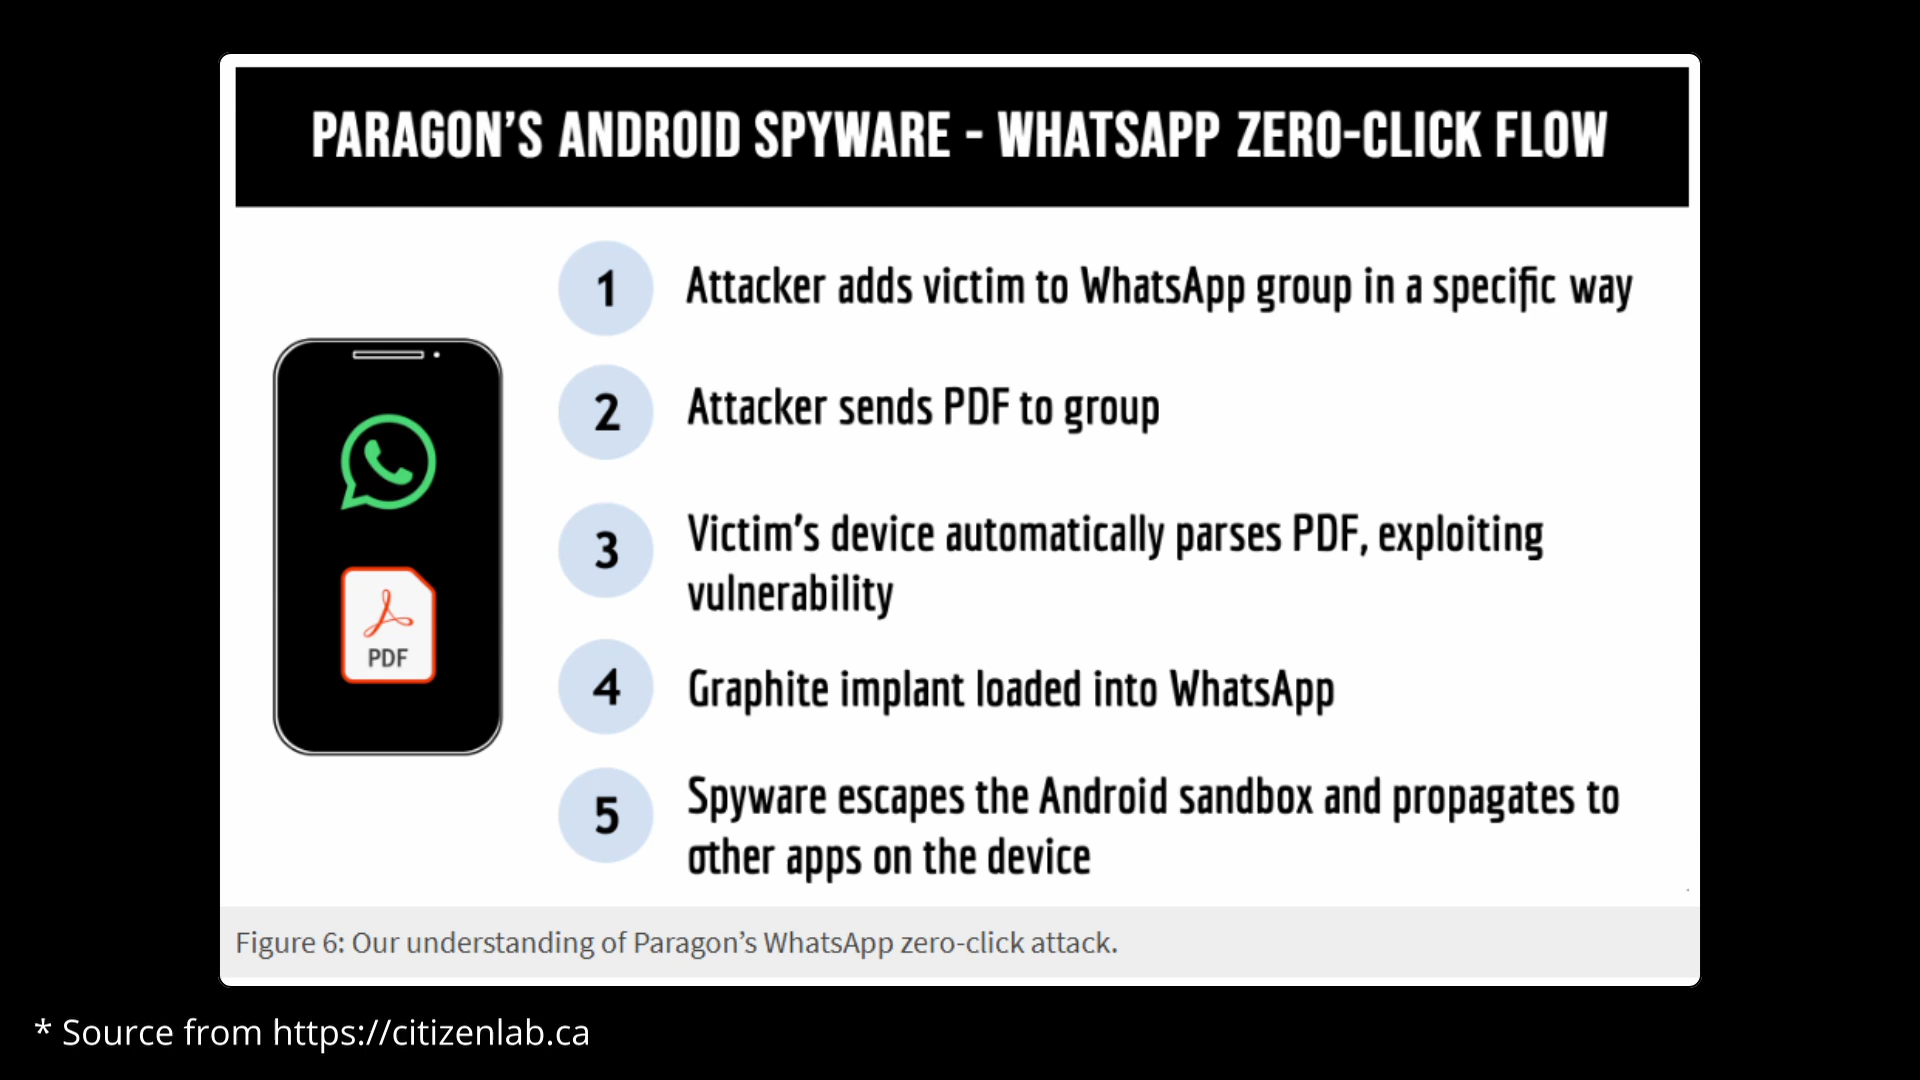 PARAGON'S ANDROID SPYWARE - WHATSAPP ZERO-CLICK FLOW
1 Attacker adds victim to WhatsApp group in a specific way
2 Attacker sends PDF to group
3 Victim's device automatically parses PDF, exploiting
vulnerability
PDF
4 Graphite implant loaded into WhatsApp
5 Spyware escapes the Android sandbox and propagates to
other apps on the device
Figure 6: Our understanding of Paragon's WhatsApp zero-click attack.
* Source from https://citizenlab.ca